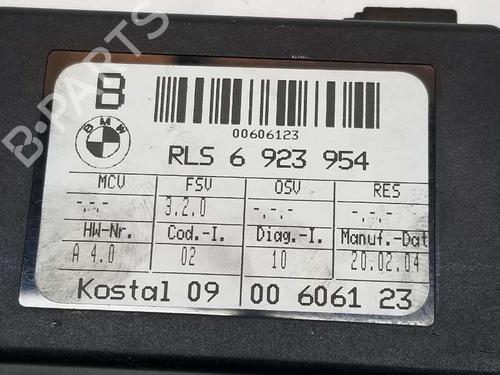 B
00606123
BMW
RLS 6 923 954
MCV FSV OSV RES
-.-.- 3.2.0 -.-.- -.-.-
HW-Nr. Cod.-I. Diag.-I. Manuf.-Dat
A 4.0 02 10 20.02.04
Kostal 09 00 6061 23
B-PARTS